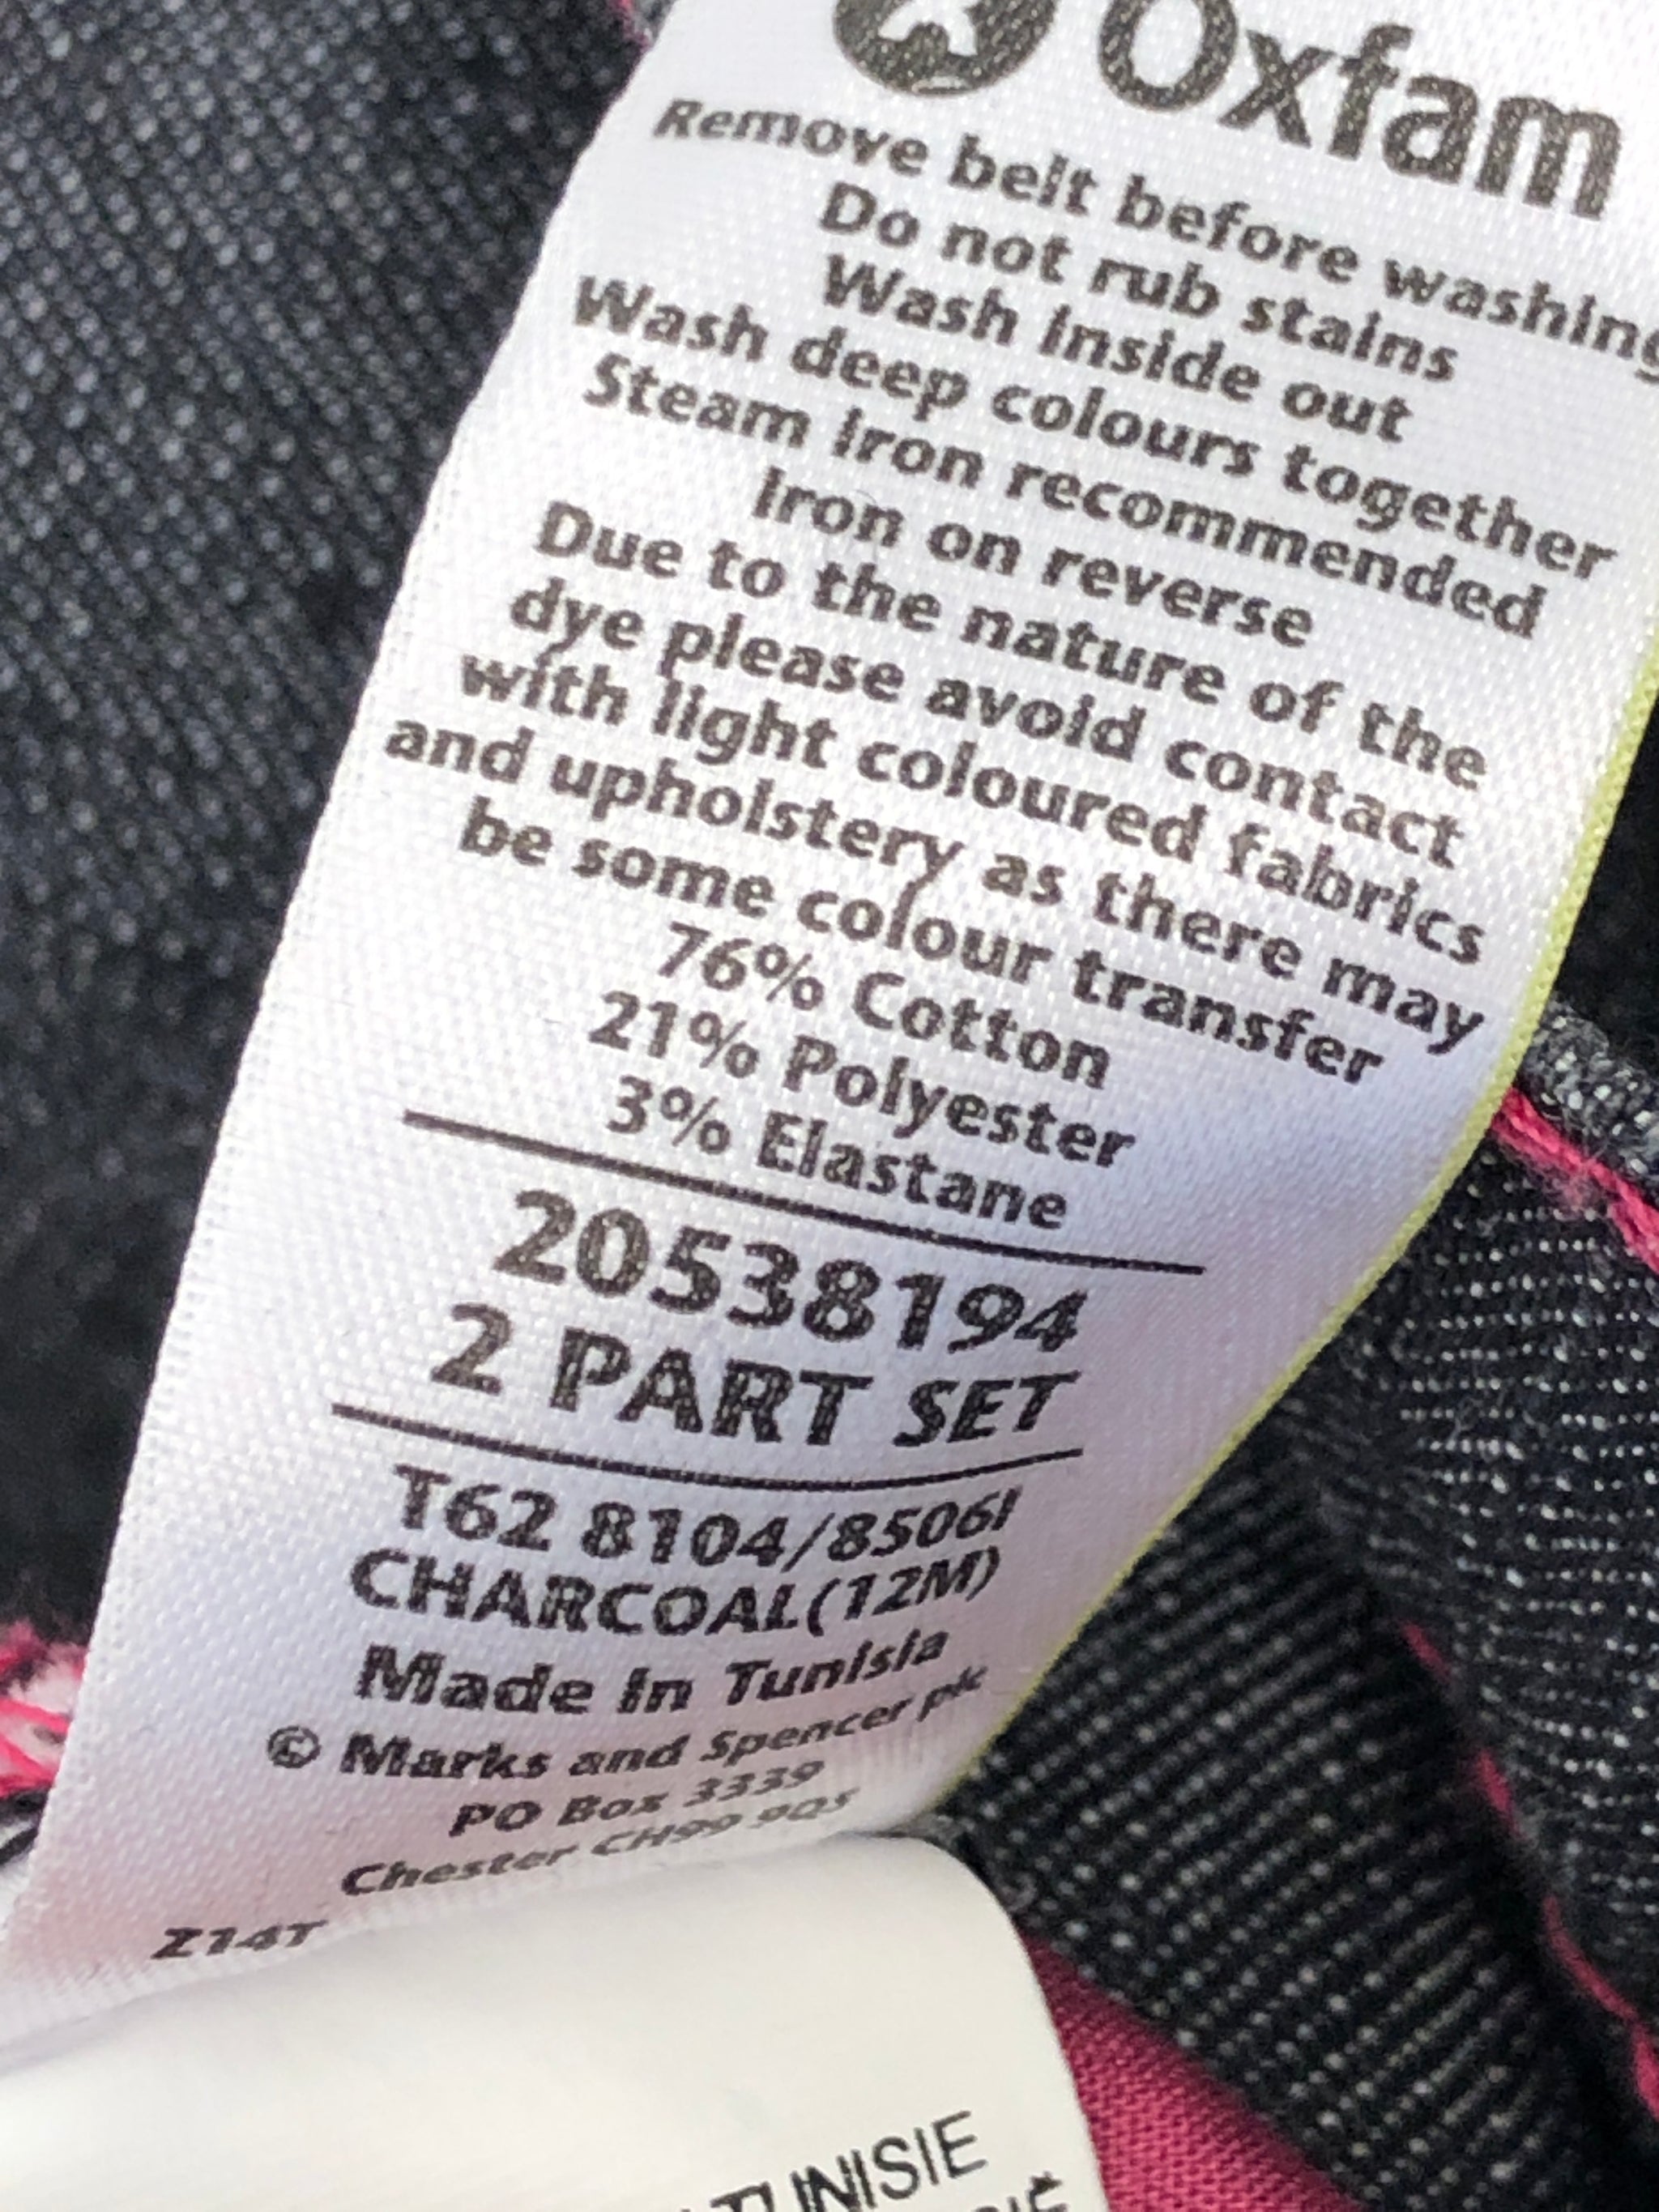 Oxfam
Remove belt before washing
Do not rub stains
Wash inside out
Wash deep colours together
Steam iron recommended
Iron on reverse
Due to the nature of the
dye please avoid contact
with light coloured fabrics
and upholstery as there may
be some colour transfer
76% Cotton
21% Polyester
3% Elastane
20538194
2 PART SET
T62 8104/8506I
CHARCOAL(12M)
Made in Tunisia
© Marks and Spencer plc
PO Box 3339
Chester CH99 9QS
Z14T
TUNISIE